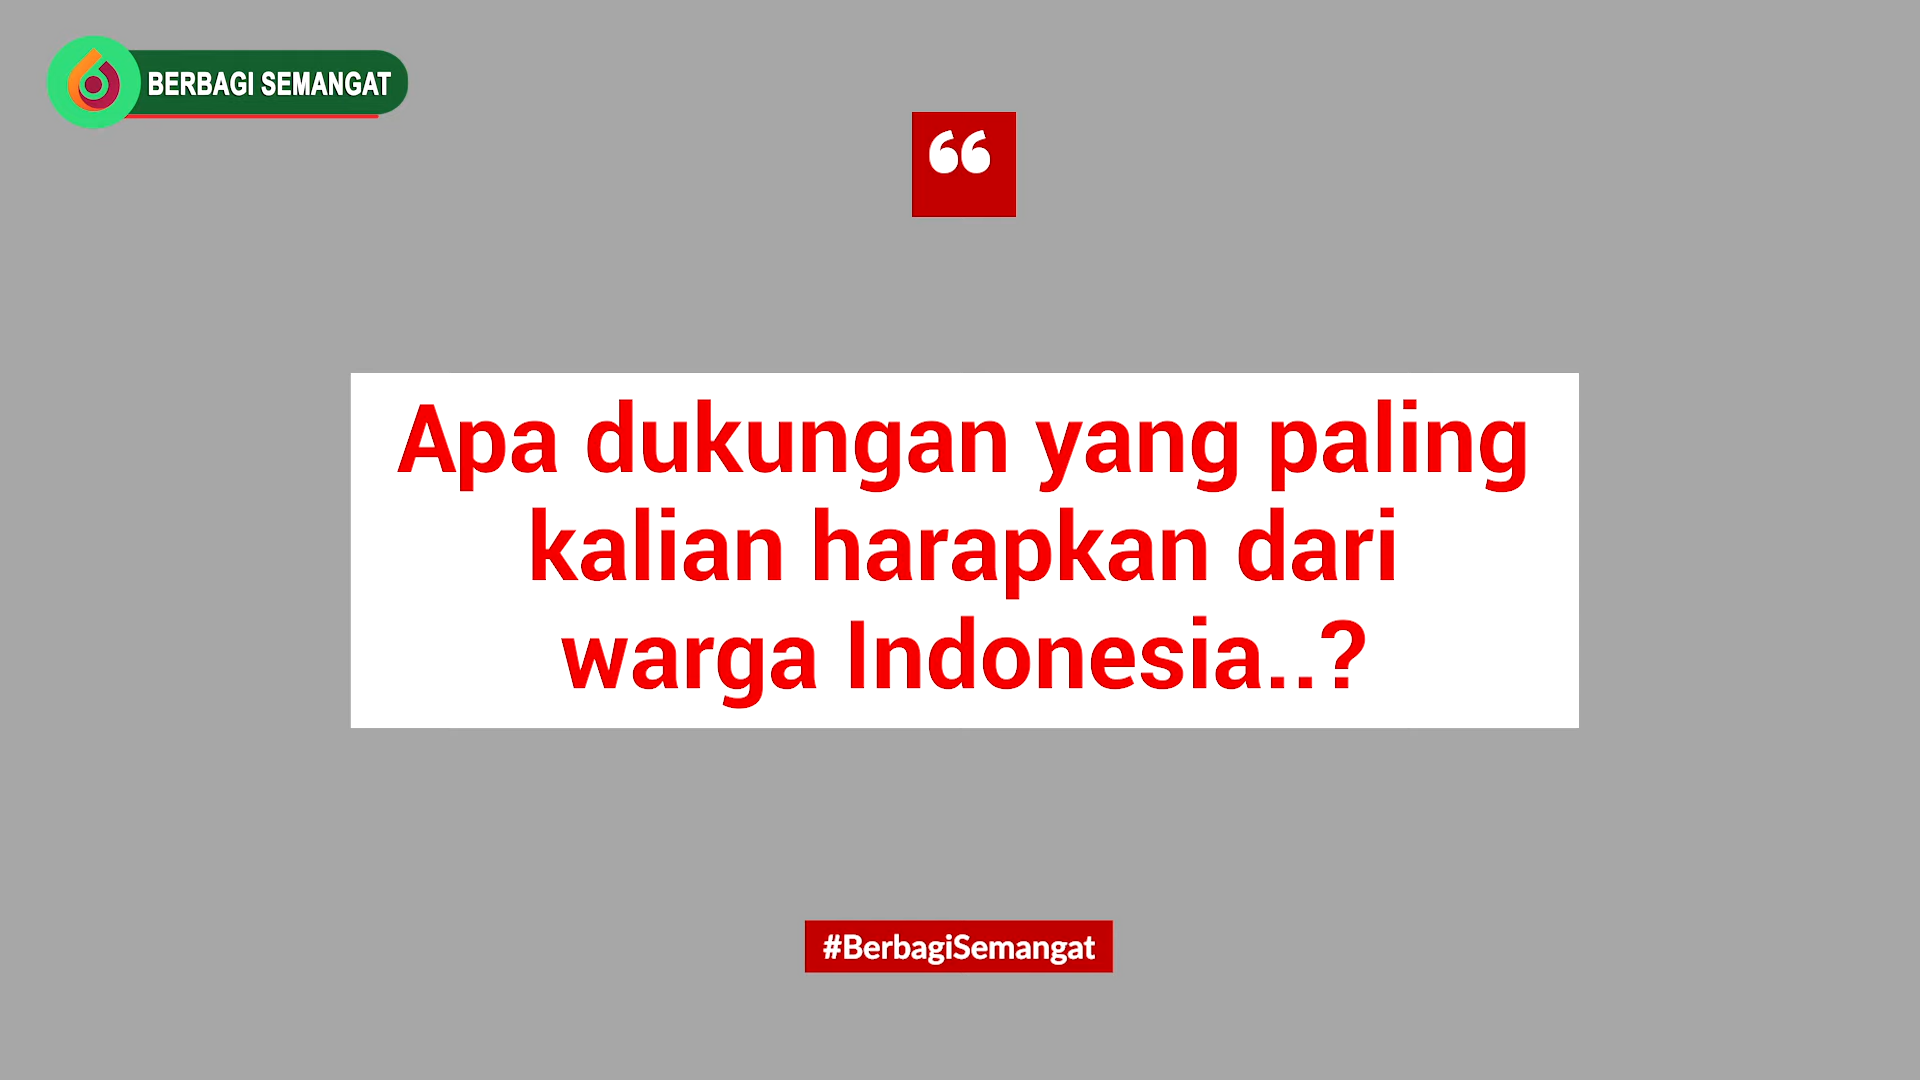 BERBAGI SEMANGAT
“
Apa dukungan yang paling
kalian harapkan dari
warga Indonesia..?
#BerbagiSemangat